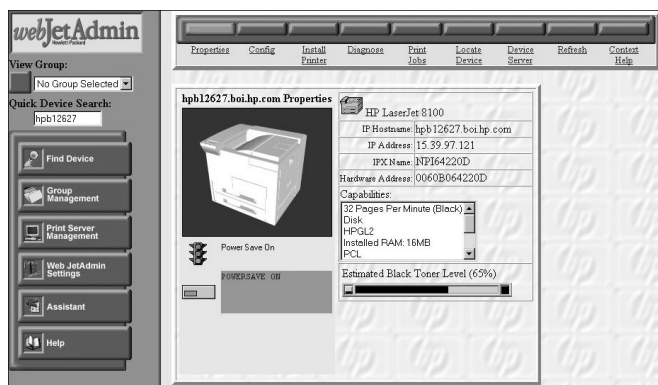 webJetAdmin
Hewlett-Packard
View Group:
No Group Selected
Quick Device Search:
hpb12627
Find Device
Group
Management
Print Server
Management
Web JetAdmin
Settings
Assistant
Help
Properties Config Install Printer Diagnose Print Jobs Locate Device Device Server Refresh Context Help
hpb12627.boi.hp.com Properties
HP LaserJet 8100
IP Hostname: hpb12627.boi.hp.com
IP Address: 15.39.97.121
IPX Name: NPI64220D
Hardware Address: 0060B064220D
Capabilities:
32 Pages Per Minute (Black)
Disk
HPGL2
Installed RAM: 16MB
PCL
Power Save On
POWERSAVE ON
Estimated Black Toner Level (65%)